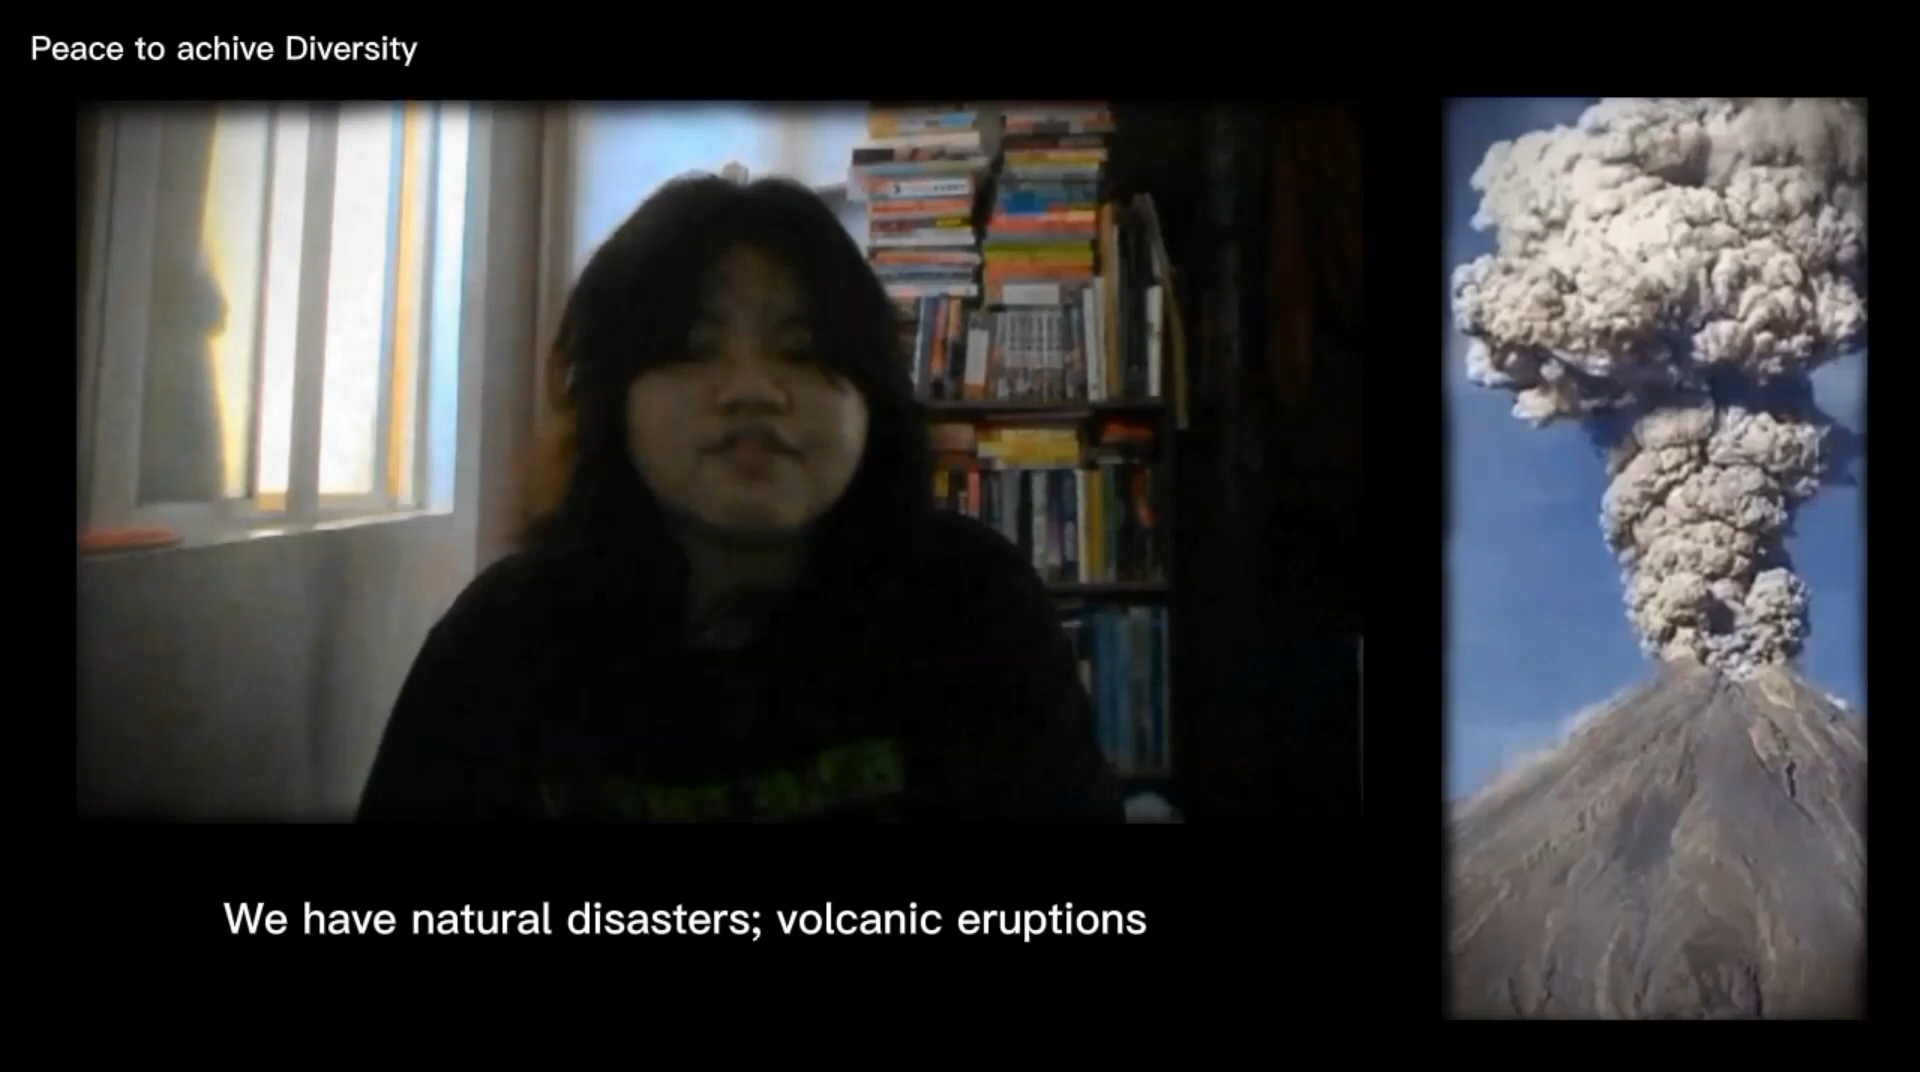 Peace to achive Diversity
We have natural disasters; volcanic eruptions